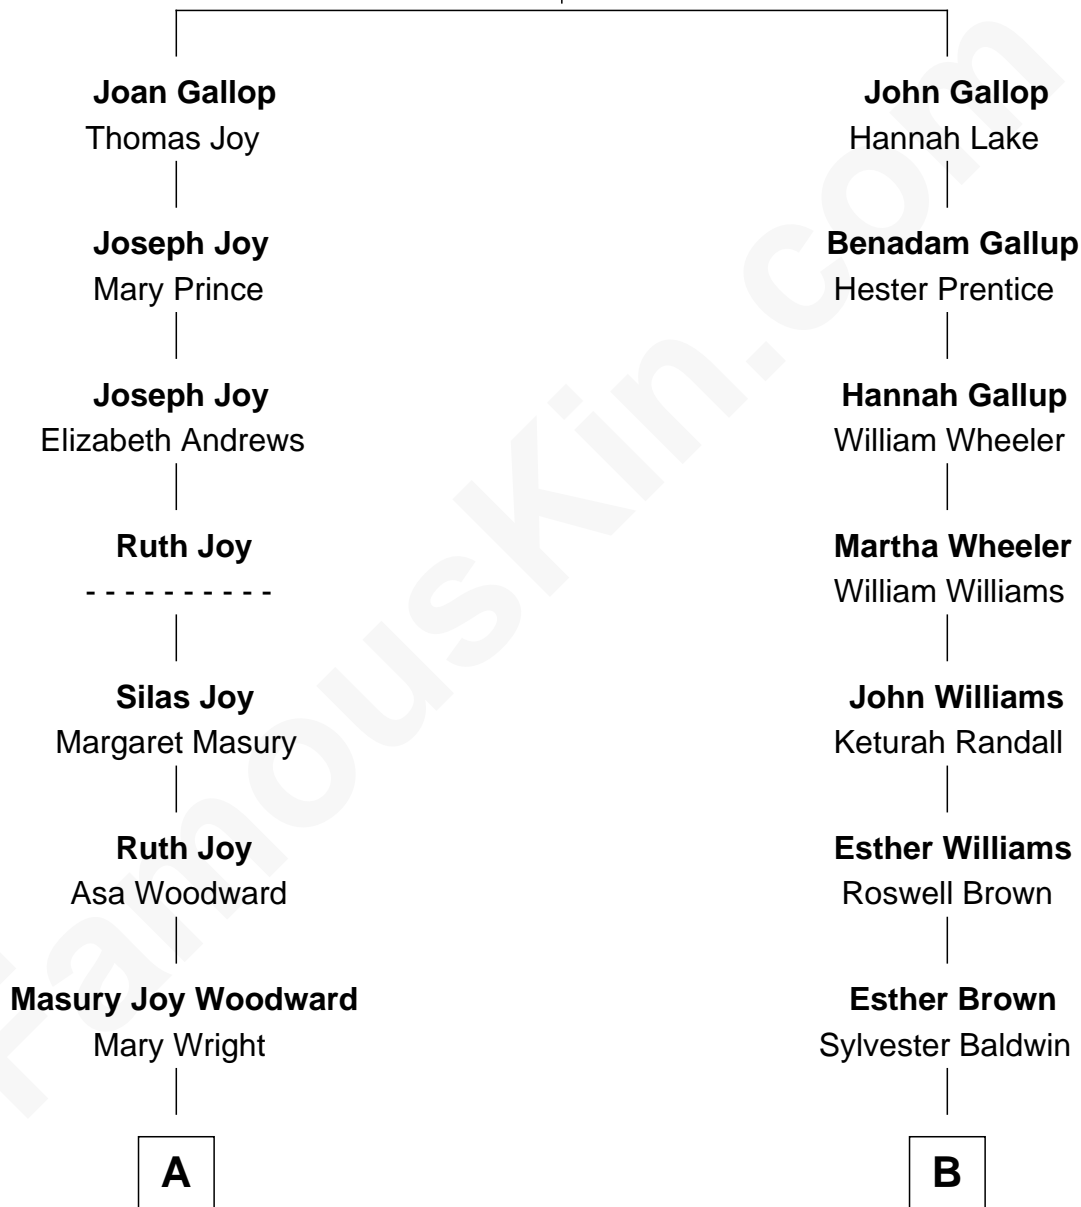 Joan Gallop
Thomas Joy
Joseph Joy
Mary Prince
Joseph Joy
Elizabeth Andrews
Ruth Joy
- - - - - - - - - -
Silas Joy
Margaret Masury
Ruth Joy
Asa Woodward
Masury Joy Woodward
Mary Wright
A
John Gallop
Hannah Lake
Benadam Gallup
Hester Prentice
Hannah Gallup
William Wheeler
Martha Wheeler
William Williams
John Williams
Keturah Randall
Esther Williams
Roswell Brown
Esther Brown
Sylvester Baldwin
B
FamousKin.com